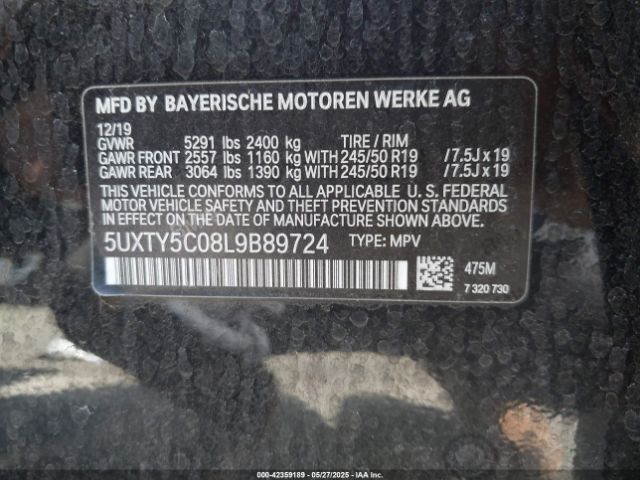 MFD BY BAYERISCHE MOTOREN WERKE AG
12/19
GVWR 5291 lbs 2400 kg TIRE / RIM
GAWR FRONT 2557 lbs 1160 kg WITH 245/50 R19 /7.5J x 19
GAWR REAR 3064 lbs 1390 kg WITH 245/50 R19 /7.5J x 19
THIS VEHICLE CONFORMS TO ALL APPLICABLE U. S. FEDERAL
MOTOR VEHICLE SAFETY AND THEFT PREVENTION STANDARDS
IN EFFECT ON THE DATE OF MANUFACTURE SHOWN ABOVE.
5UXTY5C08L9B89724 TYPE: MPV
475M
7 320 730
000-42359189 - 05/27/2025 - IAAI.CA